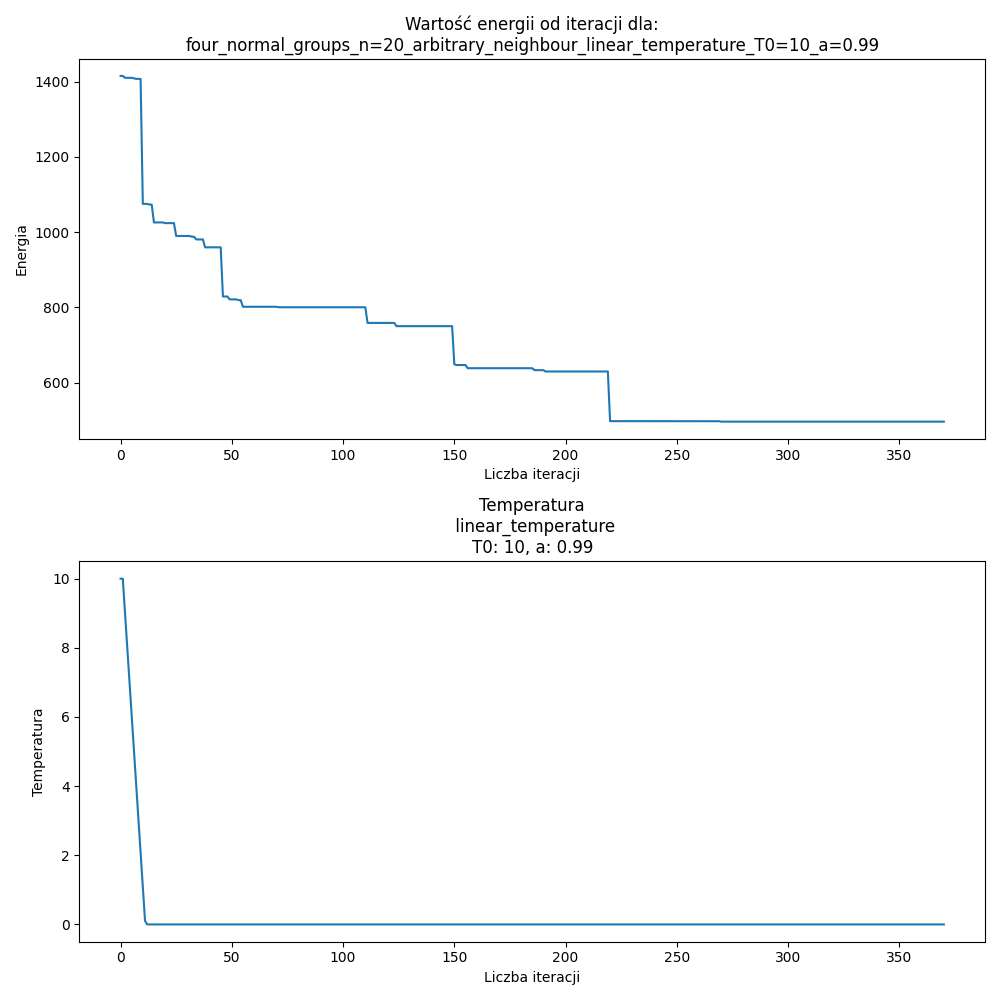 Wartość energii od iteracji dla:
four_normal_groups_n=20_arbitrary_neighbour_linear_temperature_T0=10_a=0.99
1400
1200
1000
800
600
Energia
0 50 100 150 200 250 300 350
Liczba iteracji
Temperatura
linear_temperature
T0: 10, a: 0.99
10
8
6
4
2
0
Temperatura
0 50 100 150 200 250 300 350
Liczba iteracji